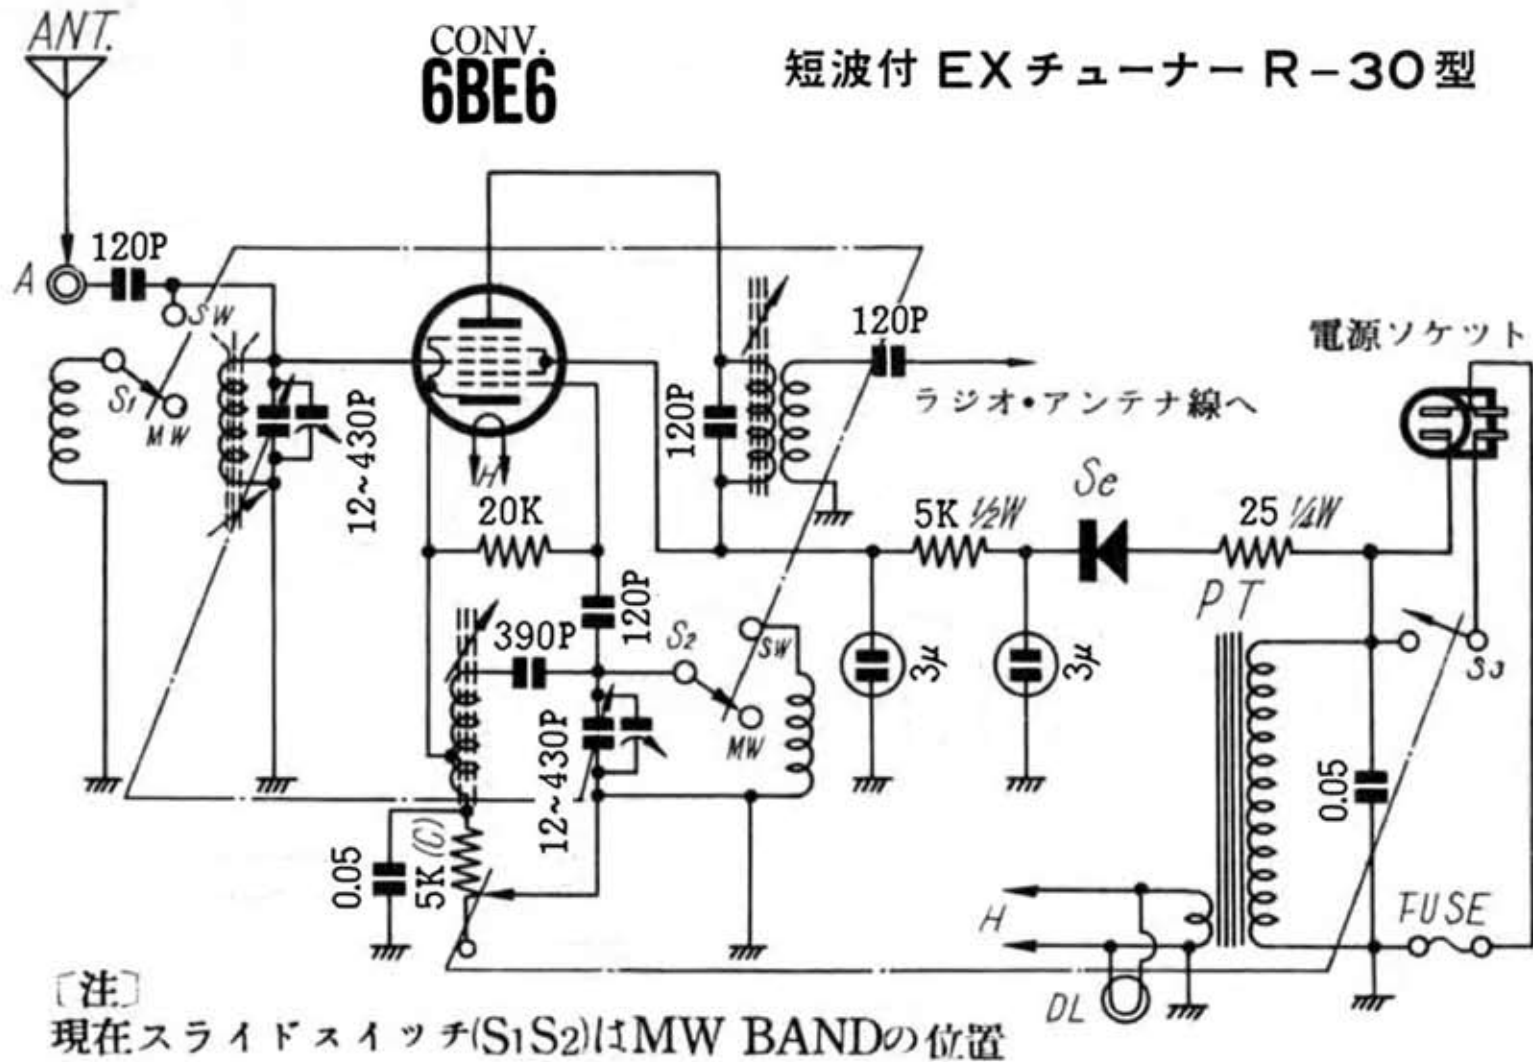 ANT.
CONV.
6BE6
短波付 EXチューナー R-30型
A
120P
SW
S1
MW
12~430P
H
20K
120P
120P
ラジオ・アンテナ線へ
電源ソケット
Se
5K ½W
25 ¼W
PT
390P
120P
S2
SW
MW
12~430P
3μ
3μ
S3
0.05
0.05
5K (C)
H
DL
FUSE
〔注〕
現在スライドスイッチ(S1S2)はMW BANDの位置